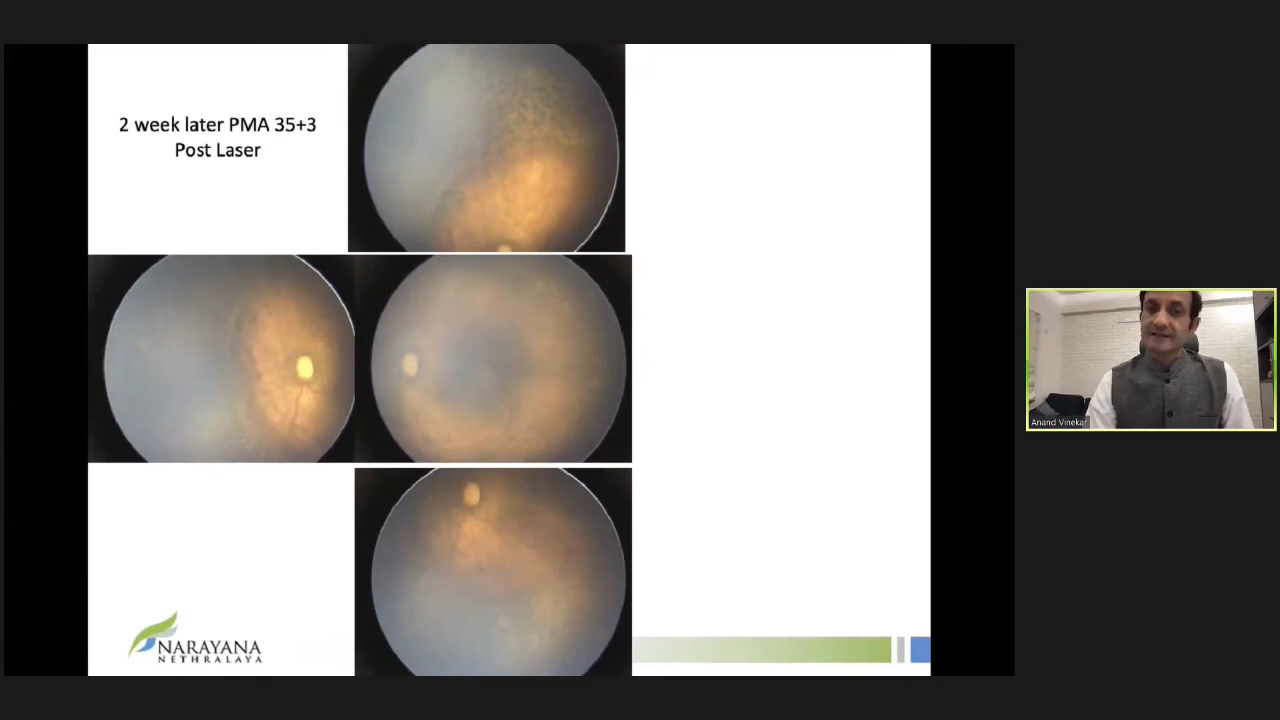 2 week later PMA 35+3
Post Laser
Anand Vinekar
NARAYANA
NETHRALAYA